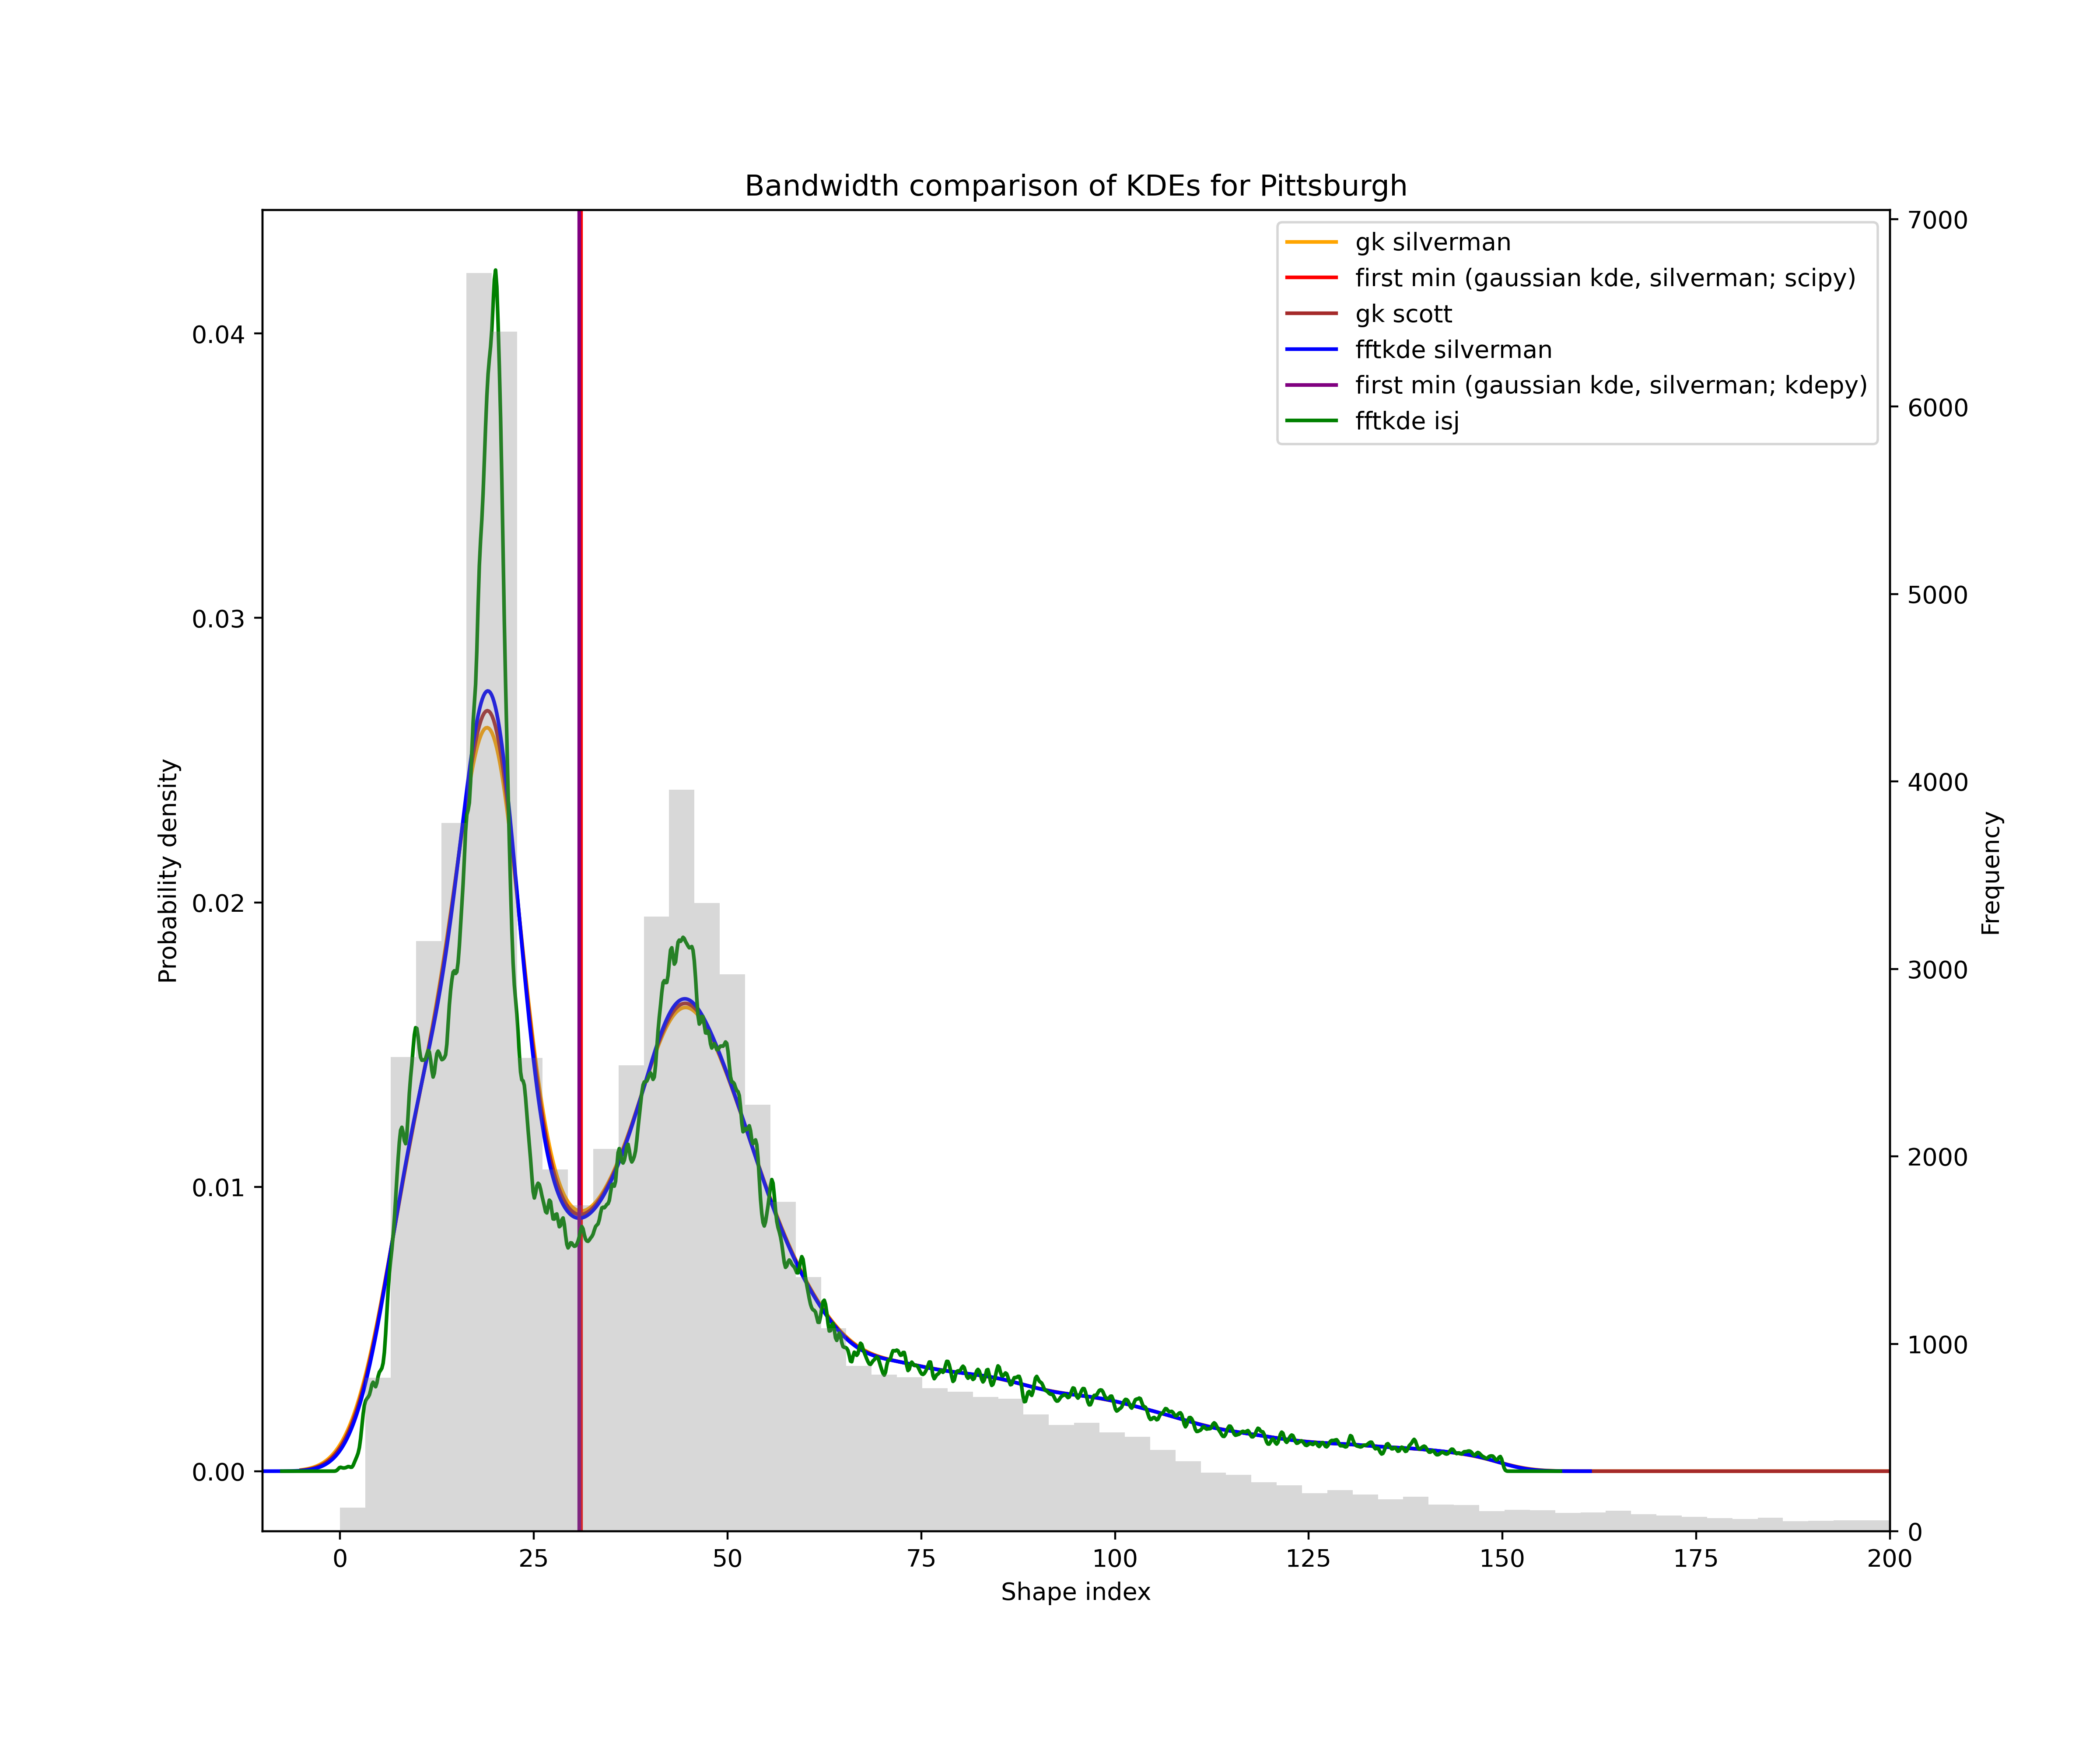 Bandwidth comparison of KDEs for Pittsburgh
gk silverman
first min (gaussian kde, silverman; scipy)
gk scott
fftkde silverman
first min (gaussian kde, silverman; kdepy)
fftkde isj
0.04
0.03
0.02
0.01
0.00
Probability density
7000
6000
5000
4000
3000
2000
1000
0
Frequency
0 25 50 75 100 125 150 175 200
Shape index